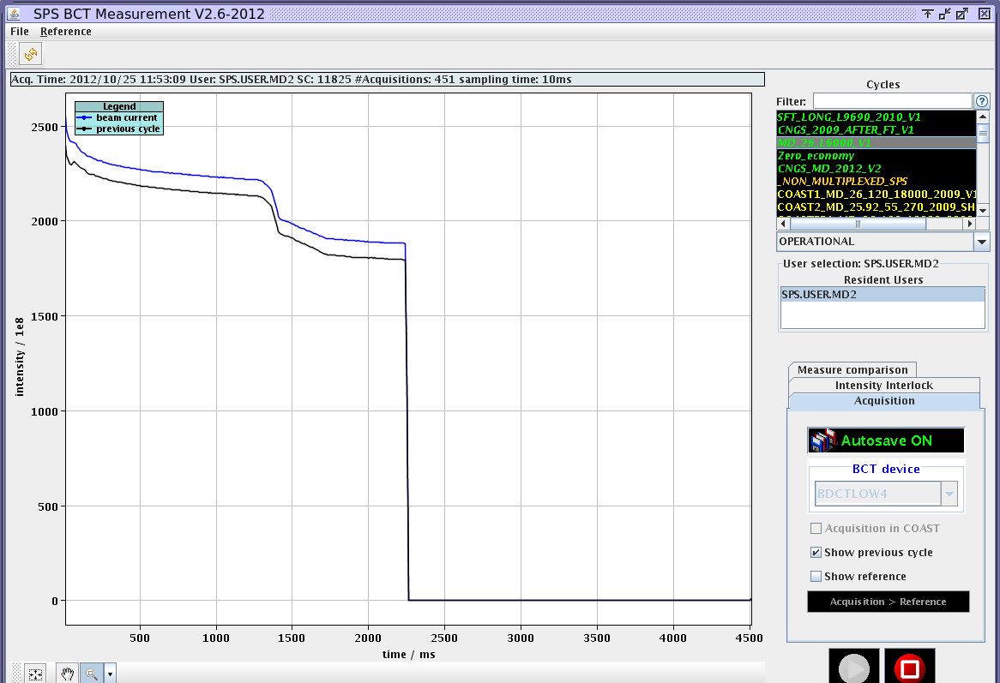 SPS BCT Measurement V2.6-2012
File Reference
Acq. Time: 2012/10/25 11:53:09 User: SPS.USER.MD2 SC: 11825 #Acquisitions: 451 sampling time: 10ms
Legend
beam current
previous cycle
2500
2000
1500
1000
500
0
intensity / 1e8
500 1000 1500 2000 2500 3000 3500 4000 4500
time / ms
Cycles
Filter:
SFT_LONG_L9690_2010_V1
CNGS_2009_AFTER_FT_V1
MD_26_L6000_V1
Zero_economy
CNGS_MD_2012_V2
_NON_MULTIPLEXED_SPS
COAST1_MD_26_120_18000_2009_V1
COAST2_MD_25.92_55_270_2009_SH
OPERATIONAL
User selection: SPS.USER.MD2
Resident Users
SPS.USER.MD2
Measure comparison
Intensity Interlock
Acquisition
Autosave ON
BCT device
BDCTLOW4
Acquisition in COAST
Show previous cycle
Show reference
Acquisition > Reference